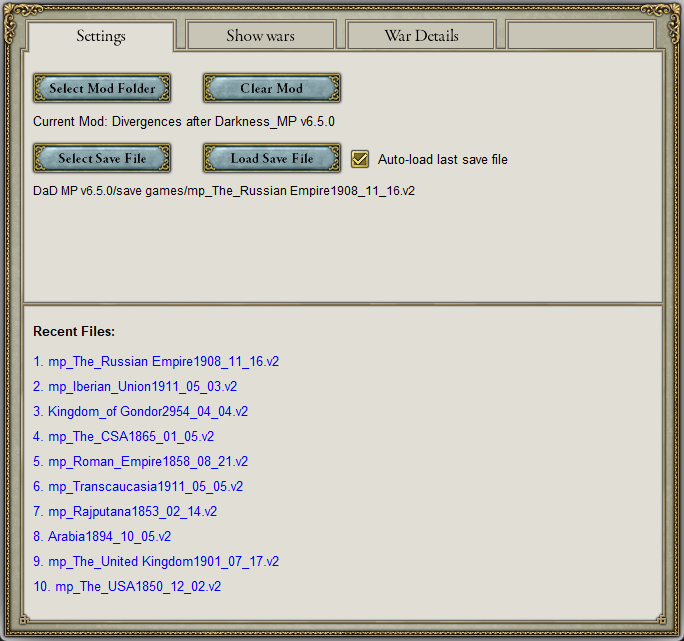 Settings
Show wars
War Details
Select Mod Folder
Clear Mod
Current Mod: Divergences after Darkness_MP v6.5.0
Select Save File
Load Save File
Auto-load last save file
DaD MP v6.5.0/save games/mp_The_Russian Empire1908_11_16.v2
Recent Files:
1. mp_The_Russian Empire1908_11_16.v2
2. mp_Iberian_Union1911_05_03.v2
3. Kingdom_of Gondor2954_04_04.v2
4. mp_The_CSA1865_01_05.v2
5. mp_Roman_Empire1858_08_21.v2
6. mp_Transcaucasia1911_05_05.v2
7. mp_Rajputana1853_02_14.v2
8. Arabia1894_10_05.v2
9. mp_The_United Kingdom1901_07_17.v2
10. mp_The_USA1850_12_02.v2